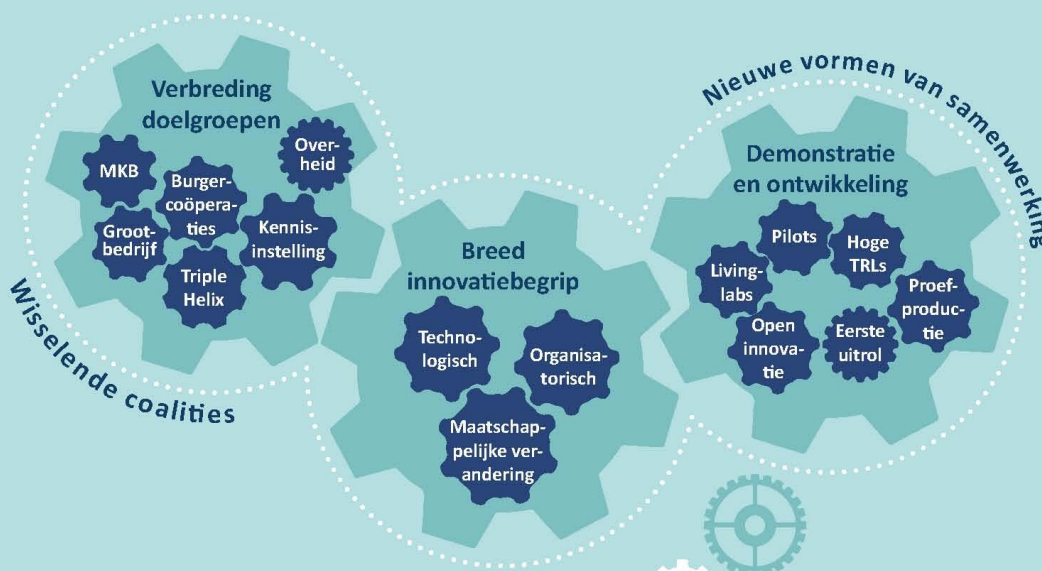 Verbreding
doelgroepen
MKB
Burger-
coöpera-
ties
Over-
heid
Groot-
bedrijf
Kennis-
instelling
Triple
Helix
Wisselende coalities
Breed
innovatiebegrip
Techno-
logisch
Organisa-
torisch
Maatschap-
pelijke ver-
andering
Nieuwe vormen van samenwerking
Demonstratie
en ontwikkeling
Pilots
Hoge
TRLs
Living-
labs
Proef-
produc-
tie
Open
innova-
tie
Eerste
uitrol